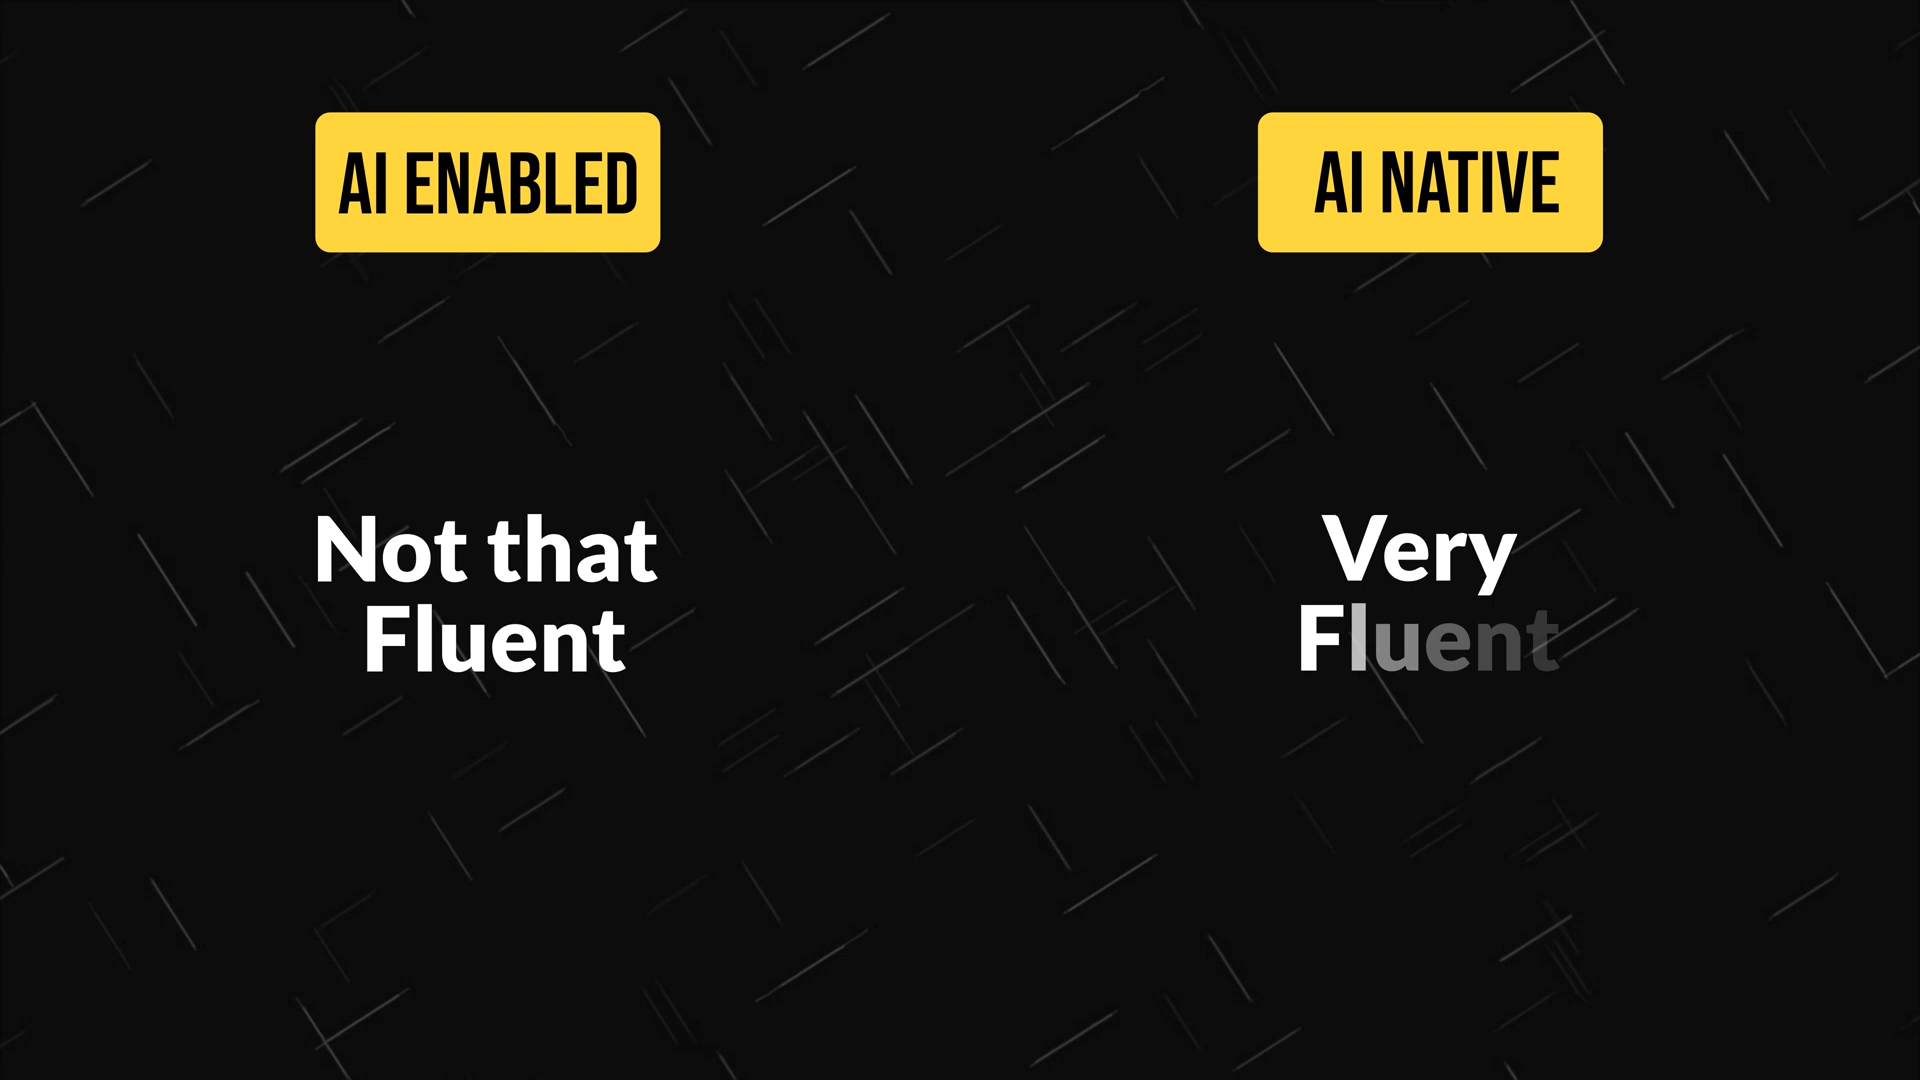 AI ENABLED
AI NATIVE
Not that
Fluent
Very
Fluent